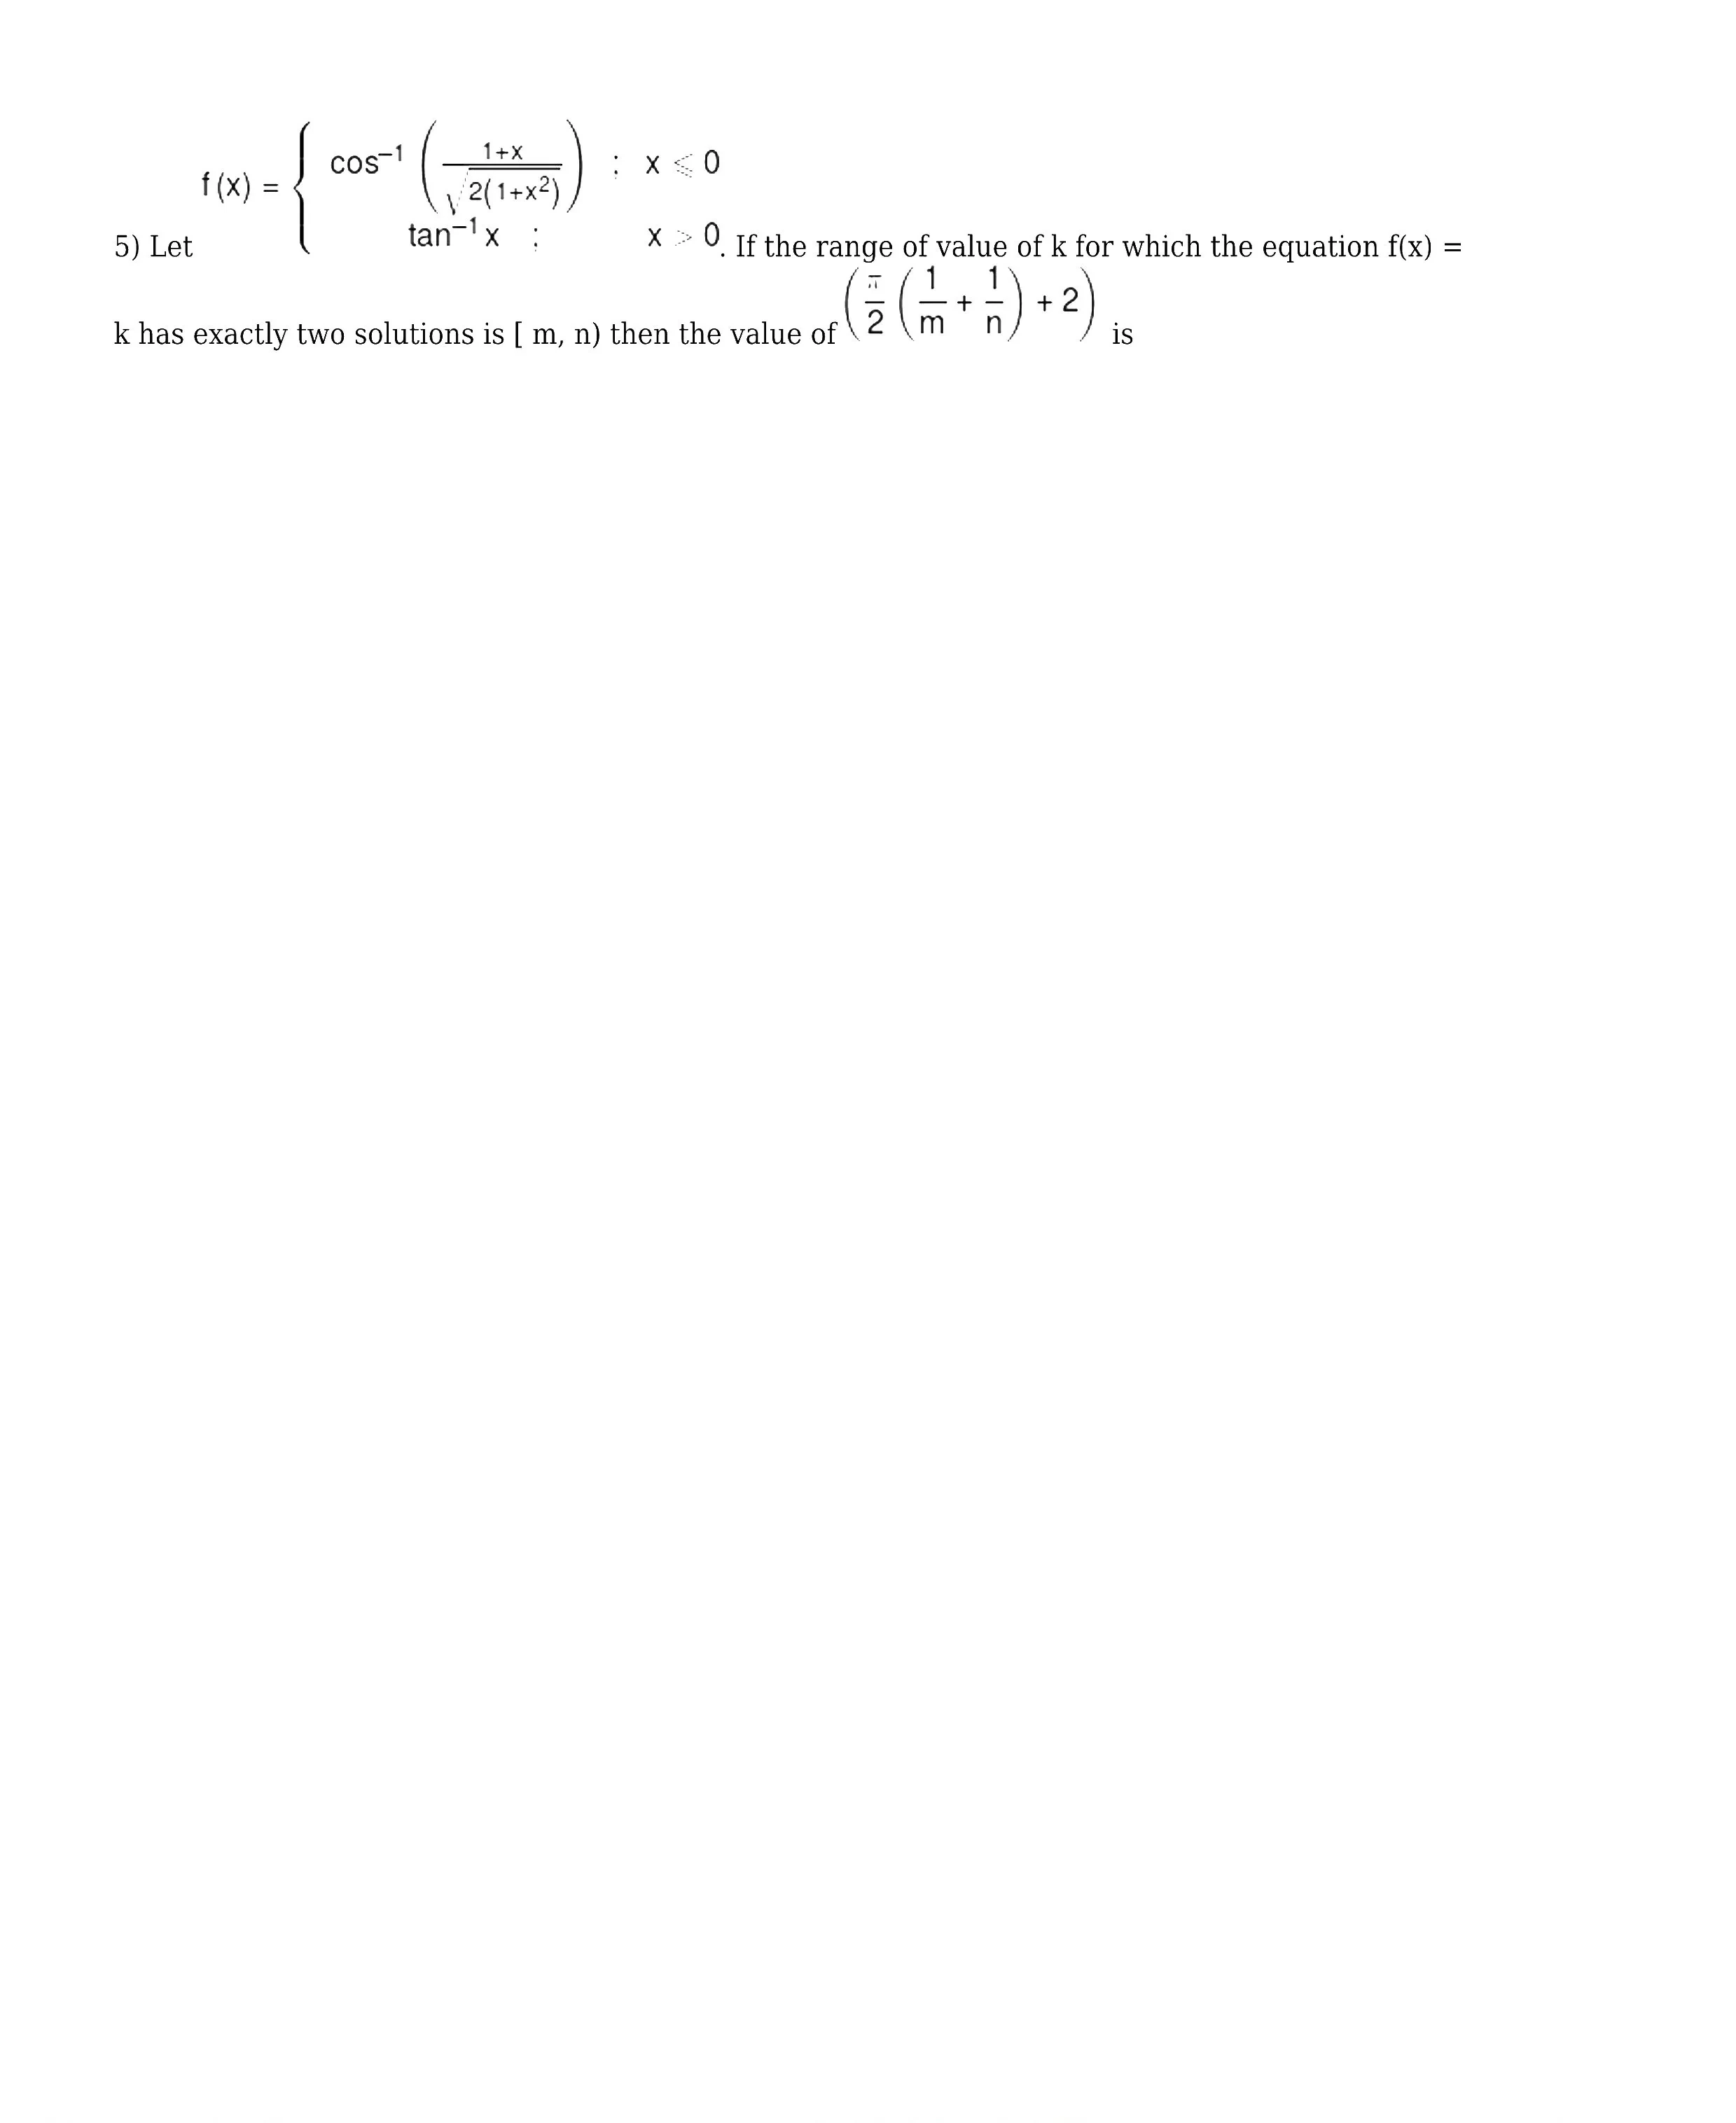 5) Let f(x) = { cos⁻¹ ( (1+x) / √(2(1+x²)) ) : x ⩽ 0
tan⁻¹ x : x > 0 . If the range of value of k for which the equation f(x) =
k has exactly two solutions is [ m, n) then the value of ( π/2 ( 1/m + 1/n ) + 2 ) is